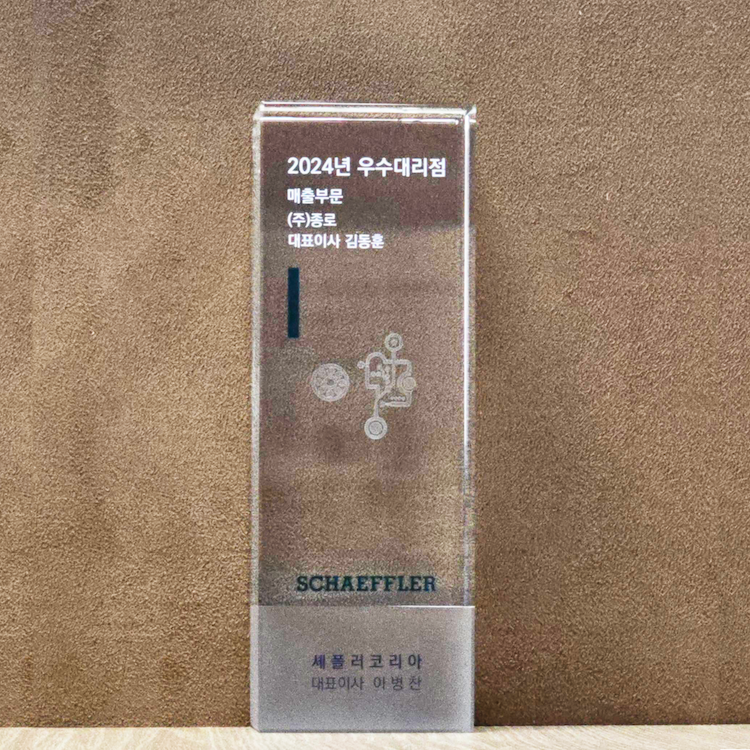 2024년 우수대리점
매출부문
(주)종로
대표이사 김동훈
SCHAEFFLER
셰플러코리아
대표이사 이병찬